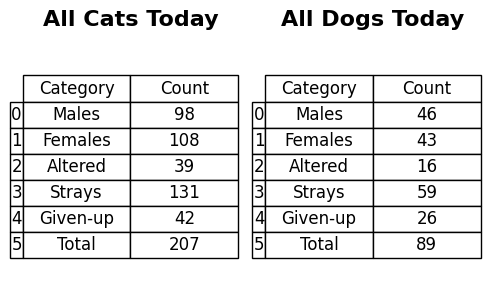 All Cats Today
Category Count
0 Males 98
1 Females 108
2 Altered 39
3 Strays 131
4 Given-up 42
5 Total 207
All Dogs Today
Category Count
0 Males 46
1 Females 43
2 Altered 16
3 Strays 59
4 Given-up 26
5 Total 89